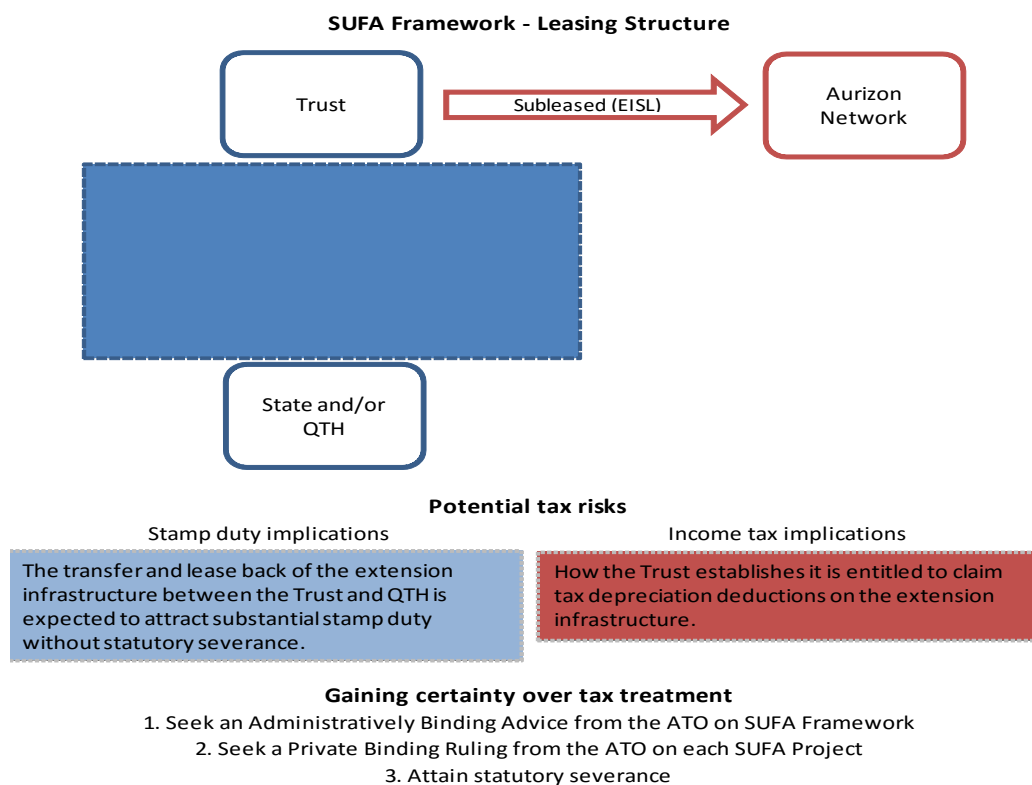 SUFA Framework - Leasing Structure
Trust
Subleased (EISL)
Aurizon
Network
State and/or
QTH
Potential tax risks
Stamp duty implications
Income tax implications
The transfer and lease back of the extension
infrastructure between the Trust and QTH is
expected to attract substantial stamp duty
without statutory severance.
How the Trust establishes it is entitled to claim
tax depreciation deductions on the extension
infrastructure.
Gaining certainty over tax treatment
1. Seek an Administratively Binding Advice from the ATO on SUFA Framework
2. Seek a Private Binding Ruling from the ATO on each SUFA Project
3. Attain statutory severance